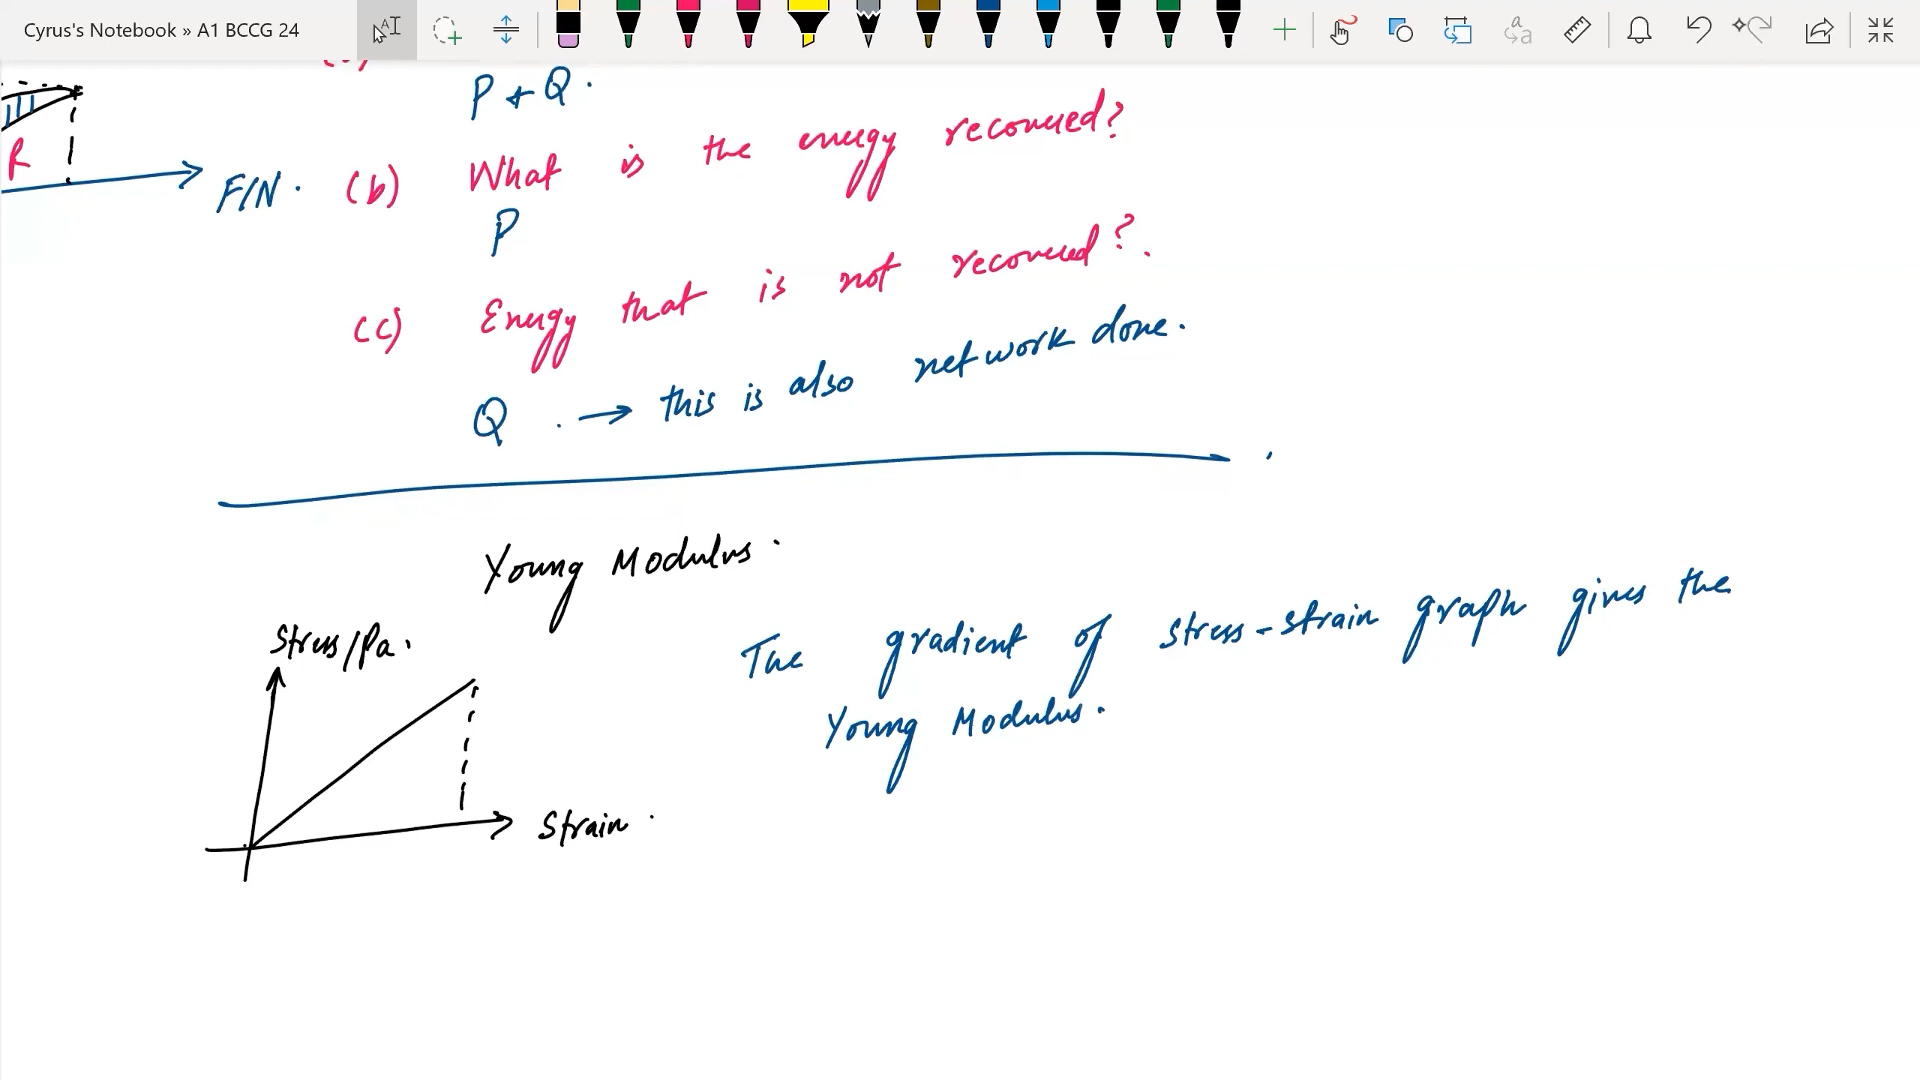 Cyrus's Notebook » A1 BCCG 24
P + Q.
R
F/N.
(b) What is the energy recovered?
P
(c) Energy that is not recovered?.
Q . → this is also net work done.
Young Modulus.
Stress/Pa.
The gradient of stress-strain graph gives the
Young Modulus.
Strain.